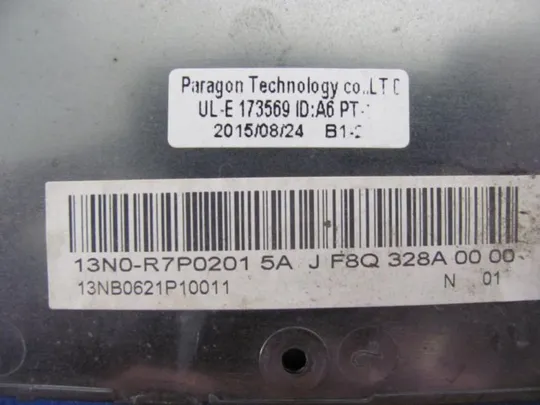 Paragon Technology co.,LT
UL-E 173569 ID:A6 PT-
2015/08/24 B1-
13N0-R7P0201 5A J F8Q 328A 00 00
13NB0621P10011
N 01